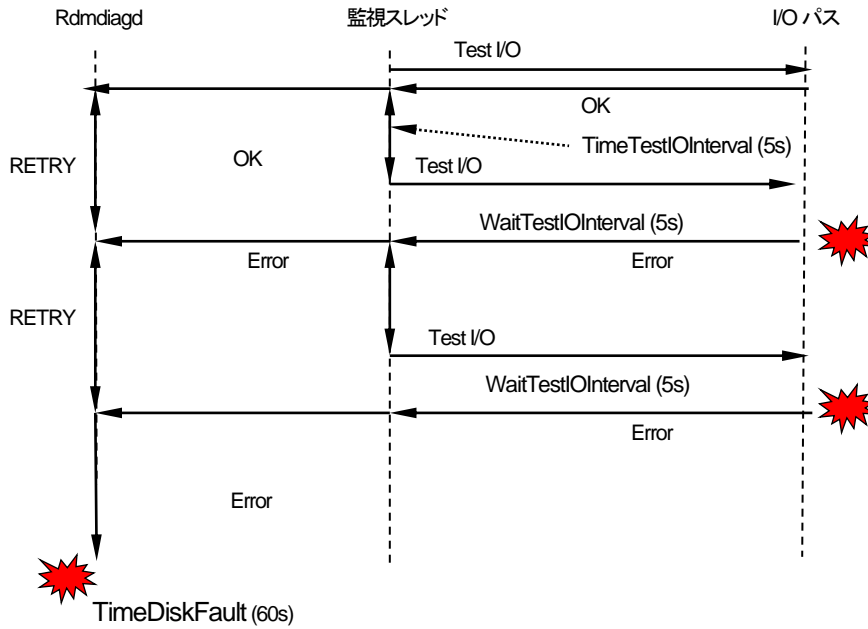 Rdmdiagd 監視スレッド I/O パス
Test I/O
OK
TimeTestIOInterval (5s)
OK
RETRY
Test I/O
WaitTestIOInterval (5s)
Error Error
RETRY
Test I/O
WaitTestIOInterval (5s)
Error
Error
TimeDiskFault (60s)